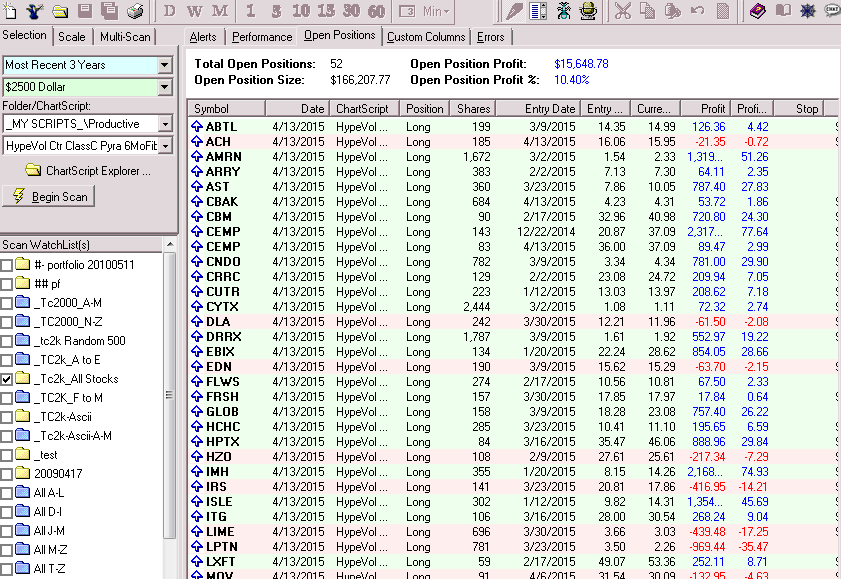 D W M 1 3 10 15 30 60 3 Min
CHAT
Selection Scale Multi-Scan
Most Recent 3 Years
$2500 Dollar
Folder/ChartScript:
_MY SCRIPTS_\Productive
HypeVol Ctr ClassC Pyra 6MoFib
ChartScript Explorer ...
Begin Scan
Scan WatchList(s)
#- portfolio 20100511
## pf
_Tc2000_A-M
_TC2000_N-Z
_tc2k Random 500
_TC2k_A to E
_Tc2k_All Stocks
_TC2K_F to M
_TC2k-Ascii
_Tc2k-Ascii-A-M
_test
20090417
All A-L
All D-I
All J-M
All M-Z
All T-Z
Alerts Performance Open Positions Custom Columns Errors
Total Open Positions: 52 Open Position Profit: $15,648.78
Open Position Size: $166,207.77 Open Position Profit %: 10.40%
Symbol Date ChartScript Position Shares Entry Date Entry ... Curre... Profit Profi... Stop
ABTL 4/13/2015 HypeVol ... Long 199 3/9/2015 14.35 14.99 126.36 4.42
ACH 4/13/2015 HypeVol ... Long 185 4/13/2015 16.06 15.95 -21.35 -0.72
AMRN 4/13/2015 HypeVol ... Long 1,672 3/2/2015 1.54 2.33 1,319... 51.26
ARRY 4/13/2015 HypeVol ... Long 383 2/2/2015 7.13 7.30 64.11 2.35
AST 4/13/2015 HypeVol ... Long 360 3/23/2015 7.86 10.05 787.40 27.83
CBAK 4/13/2015 HypeVol ... Long 684 4/13/2015 4.23 4.31 53.72 1.86
CBM 4/13/2015 HypeVol ... Long 90 2/17/2015 32.96 40.98 720.80 24.30
CEMP 4/13/2015 HypeVol ... Long 143 12/22/2014 20.87 37.09 2,317... 77.64
CEMP 4/13/2015 HypeVol ... Long 83 4/13/2015 36.00 37.09 89.47 2.99
CNDO 4/13/2015 HypeVol ... Long 782 3/9/2015 3.34 4.34 781.00 29.90
CRRC 4/13/2015 HypeVol ... Long 129 2/2/2015 23.08 24.72 209.94 7.05
CUTR 4/13/2015 HypeVol ... Long 223 1/12/2015 13.03 13.97 208.62 7.18
CYTX 4/13/2015 HypeVol ... Long 2,444 3/2/2015 1.08 1.11 72.32 2.74
DLA 4/13/2015 HypeVol ... Long 242 3/30/2015 12.21 11.96 -61.50 -2.08
DRRX 4/13/2015 HypeVol ... Long 1,787 3/9/2015 1.61 1.92 552.97 19.22
EBIX 4/13/2015 HypeVol ... Long 134 1/20/2015 22.24 28.62 854.05 28.66
EDN 4/13/2015 HypeVol ... Long 190 3/9/2015 15.62 15.29 -63.70 -2.15
FLWS 4/13/2015 HypeVol ... Long 274 2/17/2015 10.56 10.81 67.50 2.33
FRSH 4/13/2015 HypeVol ... Long 157 3/30/2015 17.85 17.97 17.84 0.64
GLOB 4/13/2015 HypeVol ... Long 158 3/9/2015 18.28 23.08 757.40 26.22
HCHC 4/13/2015 HypeVol ... Long 285 3/23/2015 10.41 11.10 195.65 6.59
HPTX 4/13/2015 HypeVol ... Long 84 3/16/2015 35.47 46.06 888.96 29.84
HZO 4/13/2015 HypeVol ... Long 108 2/9/2015 27.61 25.61 -217.34 -7.29
IMH 4/13/2015 HypeVol ... Long 355 1/20/2015 8.15 14.26 2,168... 74.93
IRS 4/13/2015 HypeVol ... Long 141 3/23/2015 20.81 17.86 -416.95 -14.21
ISLE 4/13/2015 HypeVol ... Long 302 1/12/2015 9.82 14.31 1,354... 45.69
ITG 4/13/2015 HypeVol ... Long 106 3/16/2015 28.00 30.54 268.24 9.04
LIME 4/13/2015 HypeVol ... Long 696 3/30/2015 3.66 3.03 -439.48 -17.25
LPTN 4/13/2015 HypeVol ... Long 781 3/23/2015 3.50 2.26 -969.44 -35.47
LXFT 4/13/2015 HypeVol ... Long 59 2/17/2015 49.07 53.36 252.11 8.71
MOV 4/13/2015 HypeVol ... Long 91 4/6/2015 31.54 30.09 -132.95 -4.63